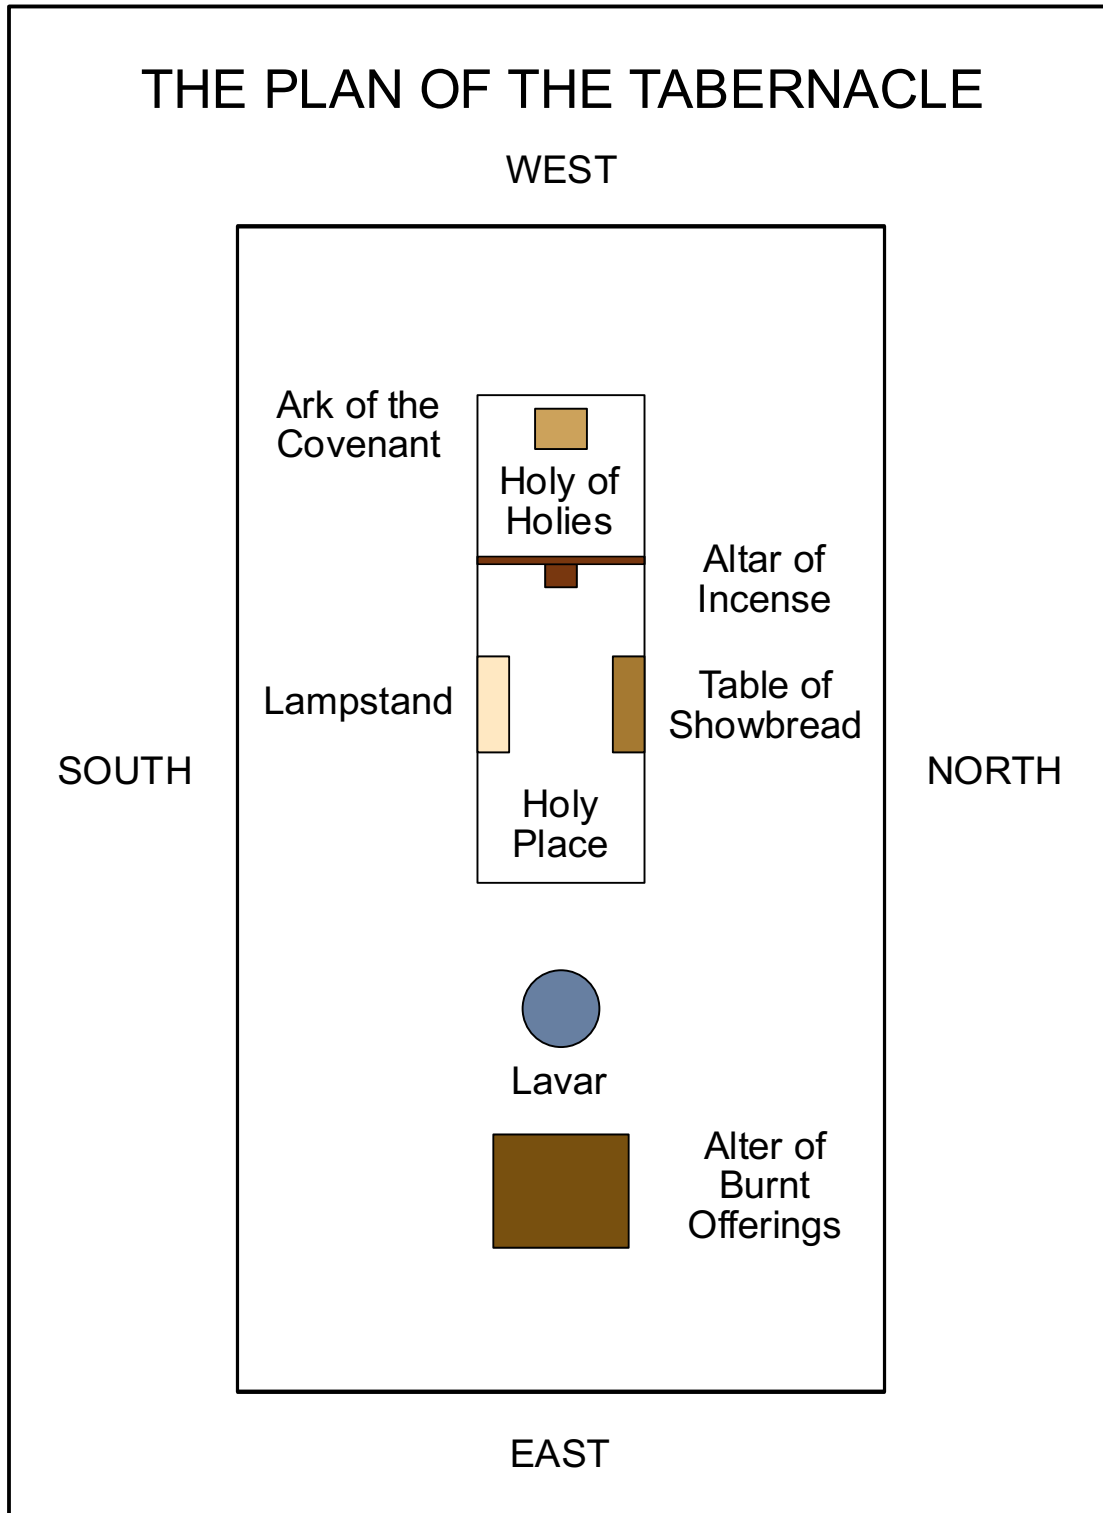 THE PLAN OF THE TABERNACLE
WEST
Ark of the
Covenant
Holy of
Holies
Altar of
Incense
Lampstand
Table of
Showbread
SOUTH
NORTH
Holy
Place
Lavar
Alter of
Burnt
Offerings
EAST